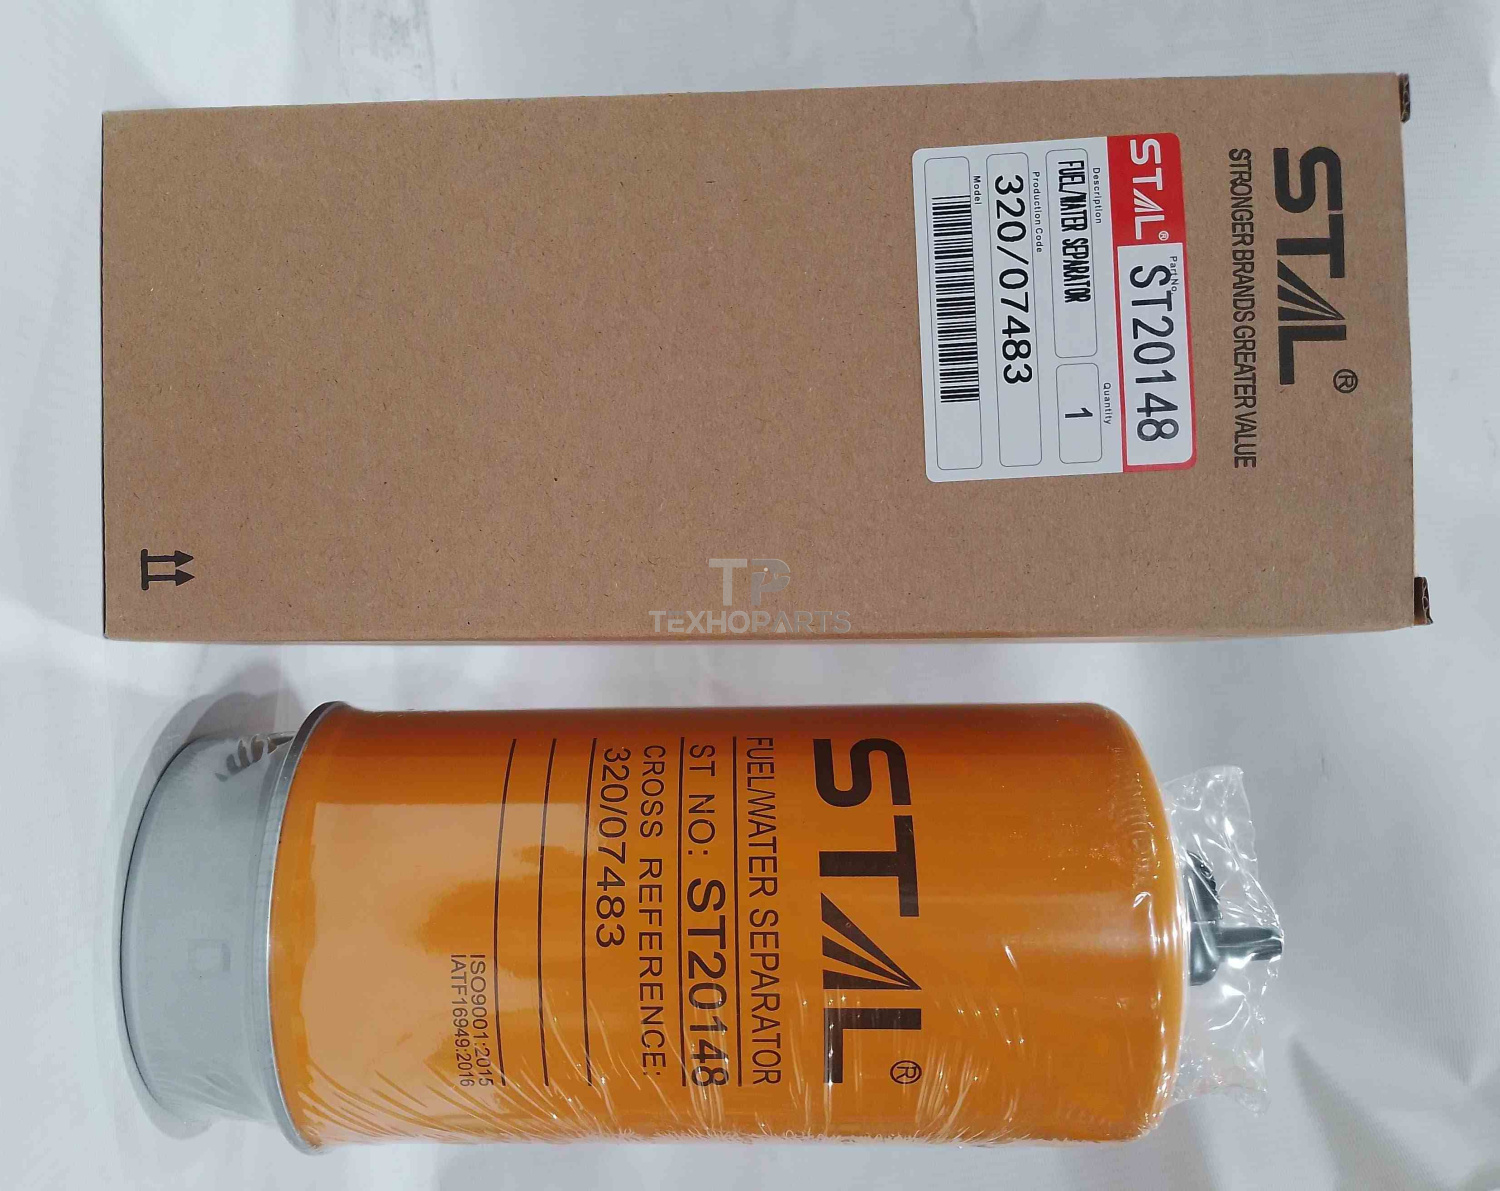 STAL®
STRONGER BRANDS GREATER VALUE
STAL®
Part No.
ST20148
Description
FUEL/WATER SEPARATOR
Quantity
1
Production Code
320/07483
Model
TP
TEXHOPARTS
STAL®
FUEL/WATER SEPARATOR
ST NO: ST20148
CROSS REFERENCE:
320/07483
ISO9001:2015
IATF16949:2016